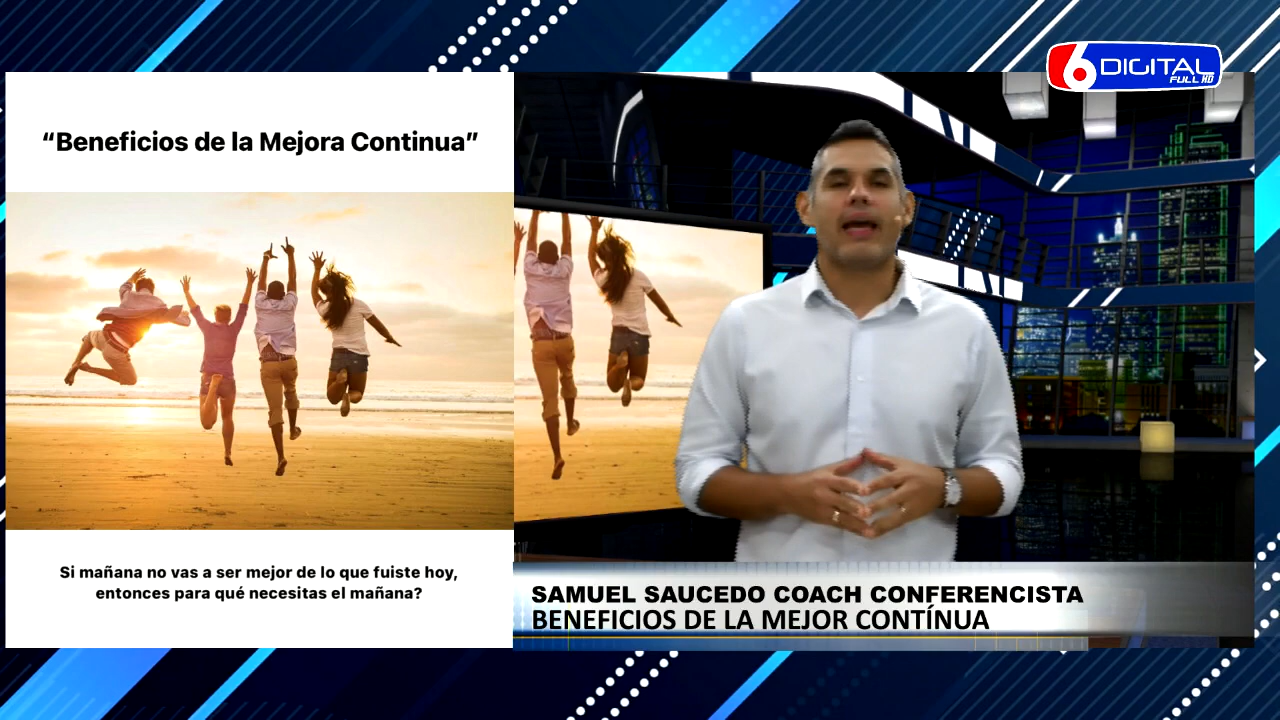 6 DIGITAL
FULL HD
“Beneficios de la Mejora Continua”
Si mañana no vas a ser mejor de lo que fuiste hoy,
entonces para qué necesitas el mañana?
SAMUEL SAUCEDO COACH CONFERENCISTA
BENEFICIOS DE LA MEJOR CONTÍNUA